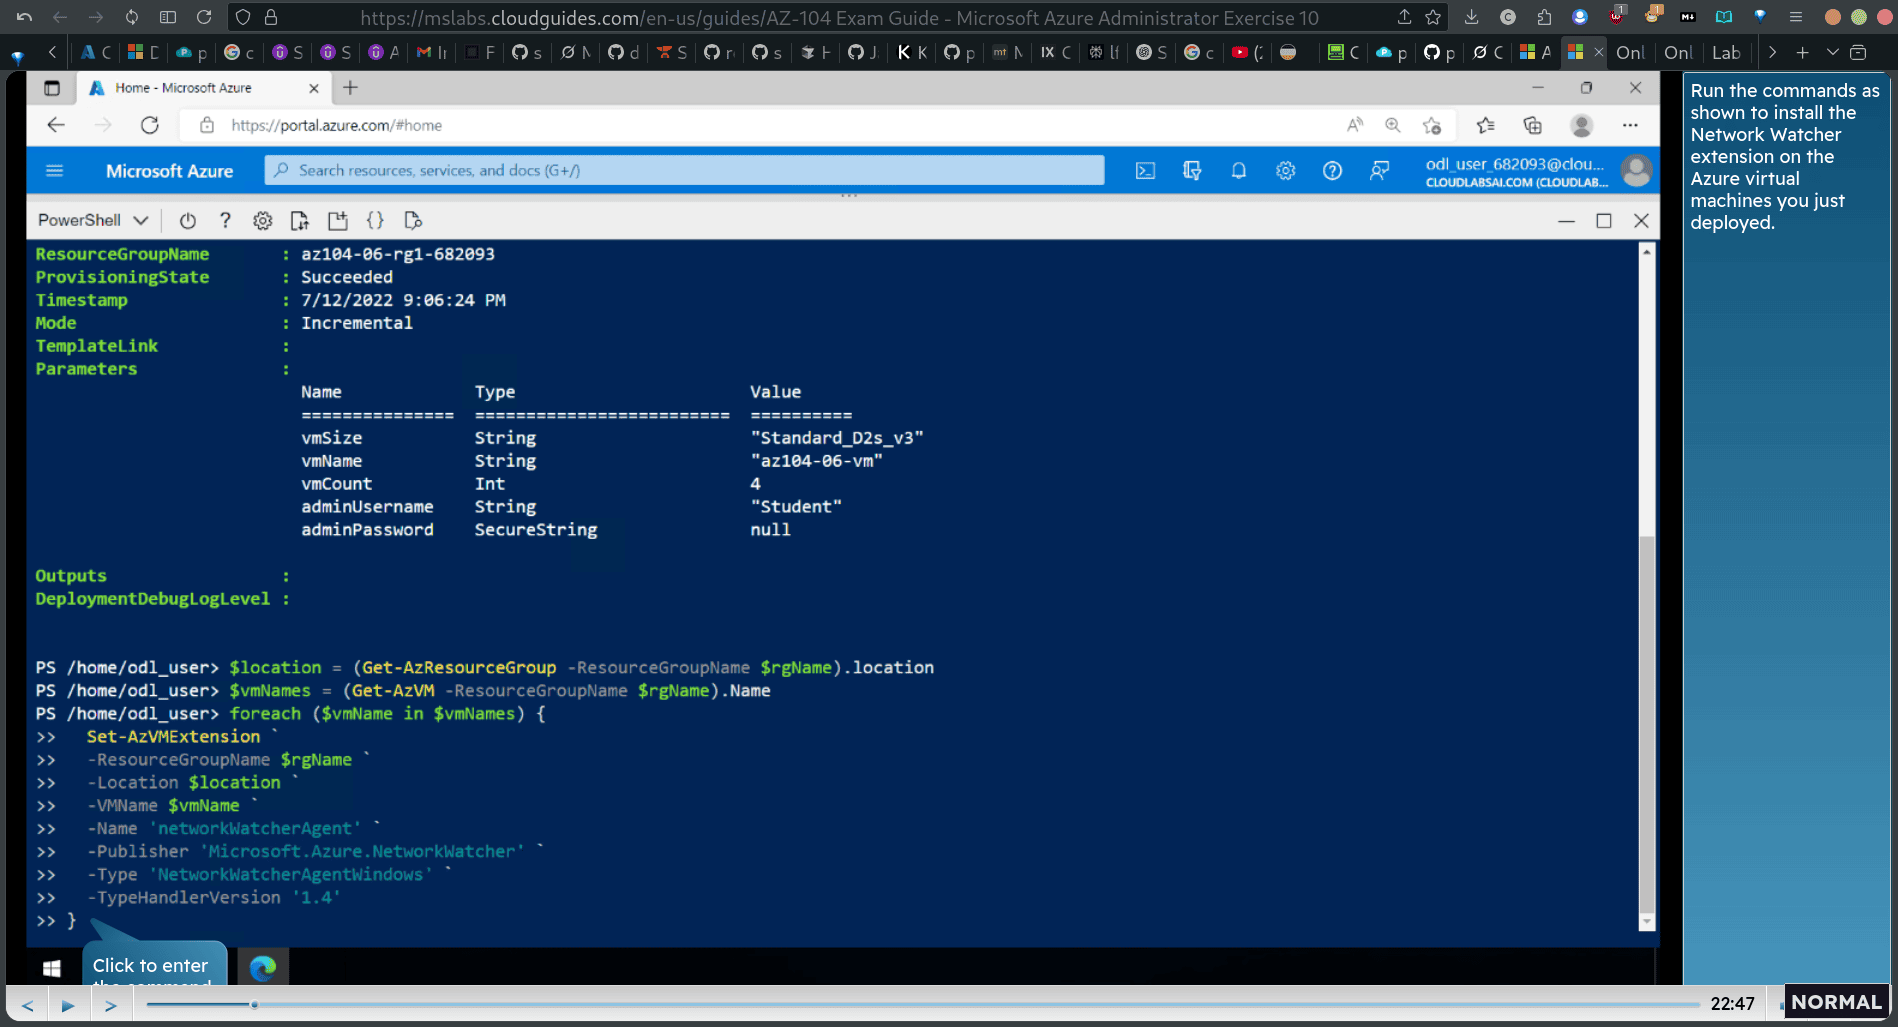 https://mslabs.cloudguides.com/en-us/guides/AZ-104 Exam Guide - Microsoft Azure Administrator Exercise 10
Onl
Onl
Lab
Home - Microsoft Azure
https://portal.azure.com/#home
Microsoft Azure
Search resources, services, and docs (G+/)
odl_user_682093@clou...
CLOUDLABSAI.COM (CLOUDLAB...
PowerShell
ResourceGroupName : az104-06-rg1-682093
ProvisioningState : Succeeded
Timestamp : 7/12/2022 9:06:24 PM
Mode : Incremental
TemplateLink :
Parameters :
Name Type Value
=============== ========================= ==========
vmSize String "Standard_D2s_v3"
vmName String "az104-06-vm"
vmCount Int 4
adminUsername String "Student"
adminPassword SecureString null
Outputs :
DeploymentDebugLogLevel :
PS /home/odl_user> $location = (Get-AzResourceGroup -ResourceGroupName $rgName).location
PS /home/odl_user> $vmNames = (Get-AzVM -ResourceGroupName $rgName).Name
PS /home/odl_user> foreach ($vmName in $vmNames) {
>> Set-AzVMExtension `
>> -ResourceGroupName $rgName `
>> -Location $location `
>> -VMName $vmName `
>> -Name 'networkWatcherAgent' `
>> -Publisher 'Microsoft.Azure.NetworkWatcher' `
>> -Type 'NetworkWatcherAgentWindows' `
>> -TypeHandlerVersion '1.4'
>> }
Click to enter
the command
Run the commands as
shown to install the
Network Watcher
extension on the
Azure virtual
machines you just
deployed.
22:47
NORMAL